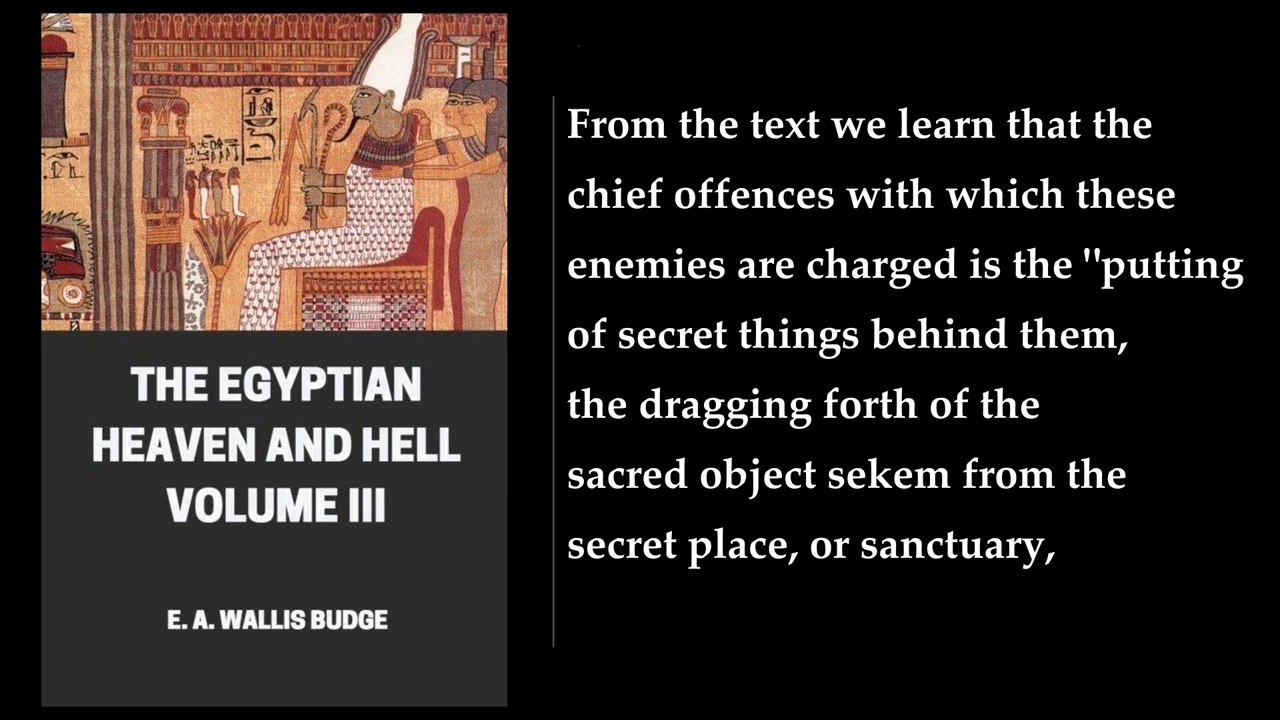 THE EGYPTIAN
HEAVEN AND HELL
VOLUME III
E. A. WALLIS BUDGE
From the text we learn that the
chief offences with which these
enemies are charged is the "putting
of secret things behind them,
the dragging forth of the
sacred object sekem from the
secret place, or sanctuary,